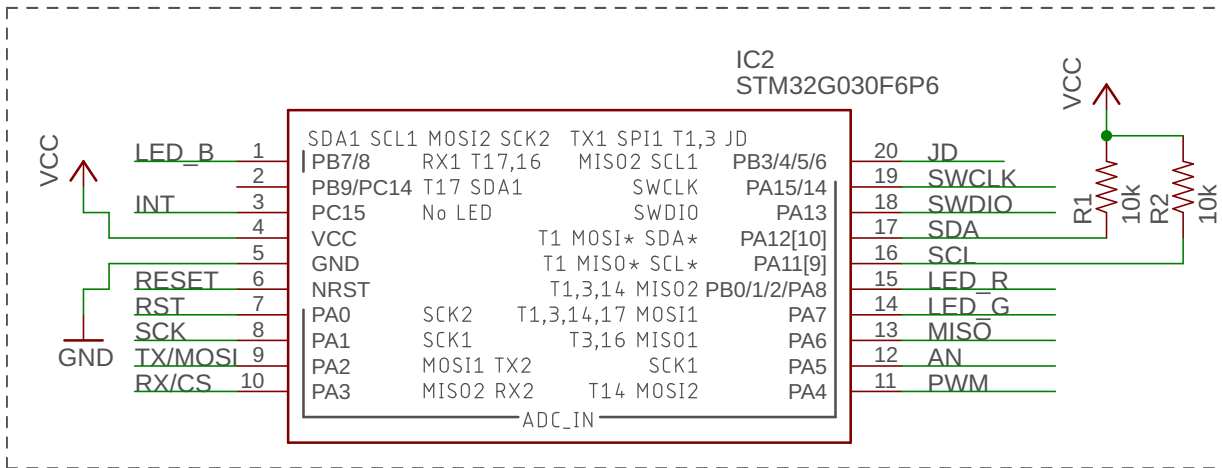 IC2
STM32G030F6P6
VCC
VCC
SDA1 SCL1 MOSI2 SCK2 TX1 SPI1 T1,3 JD
LED_B 1 PB7/8 RX1 T17,16 MISO2 SCL1 PB3/4/5/6 20 JD
2 PB9/PC14 T17 SDA1 SWCLK PA15/14 19 SWCLK
INT 3 PC15 No LED SWDIO PA13 18 SWDIO
4 VCC T1 MOSI* SDA* PA12[10] 17 SDA
5 GND T1 MISO* SCL* PA11[9] 16 SCL
RESET 6 NRST T1,3,14 MISO2 PB0/1/2/PA8 15 LED_R
RST 7 PA0 SCK2 T1,3,14,17 MOSI1 PA7 14 LED_G
SCK 8 PA1 SCK1 T3,16 MISO1 PA6 13 MISO
TX/MOSI 9 PA2 MOSI1 TX2 SCK1 PA5 12 AN
RX/CS 10 PA3 MISO2 RX2 T14 MOSI2 PA4 11 PWM
ADC_IN
GND
R1
10k
R2
10k